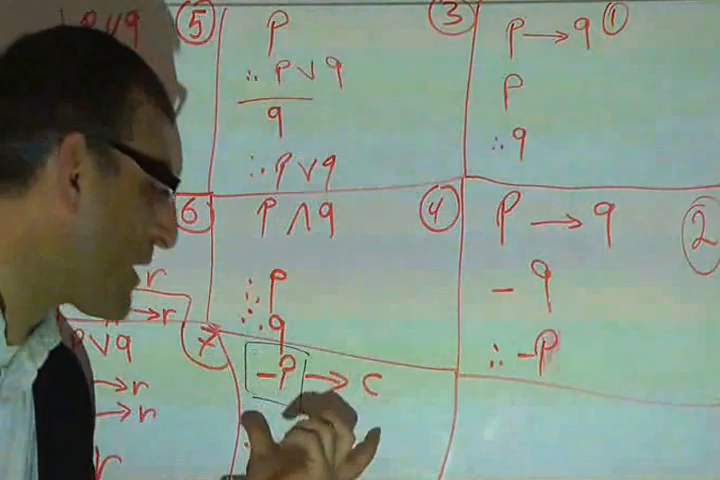 P∨q
⑤
P
∴ P∨q
q
∴ P∨q
③
P→q ①
P
∴ q
⑥
P∧q
∴ P
∴ q
④
P→q
②
-q
∴ -P
r
→r
P∨q
→r
→r
r
7
-P→c